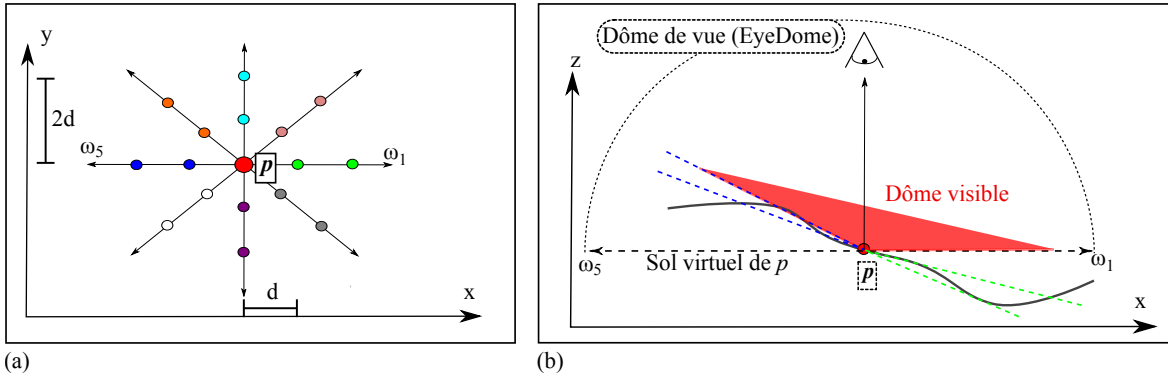 y
2d
ω5
p
ω1
d
x
(a)
Dôme de vue (EyeDome)
z
Dôme visible
ω5
Sol virtuel de p
p
ω1
x
(b)